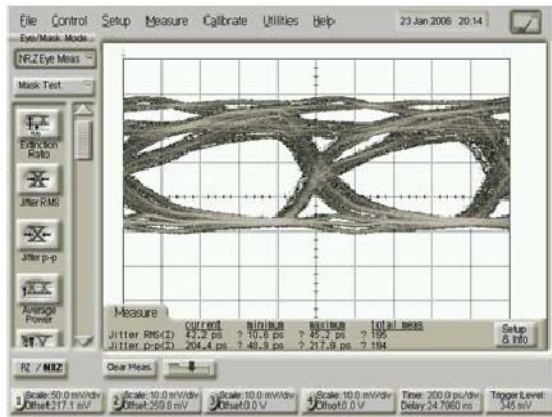 File Control Setup Measure Calibrate Utilities Help 23 Jan 2006 20:14
Eye/Mask Mode
NRZ Eye Meas
Mask Test
Extinction
Ratio
Jitter RMS
Jitter p-p
Average
Power
Measure
current minimum maximum total meas
Jitter RMS(I) 42.2 ps ? 10.6 ps ? 45.2 ps ? 195
Jitter p-p(I) 204.4 ps ? 48.9 ps ? 217.8 ps ? 194
Setup
& Info
RZ / NRZ
Clear Meas.
1 Scale: 50.0 mV/div 2 Scale: 10.0 mV/div 3 Scale: 10.0 mV/div 4 Scale: 10.0 mV/div Time: 200.0 ps/div Trigger Level:
Offset: 217.1 mV Offset: 259.8 mV Offset: 0.0 V Offset: 0.0 V Delay: 24.7980 ns 345 mV